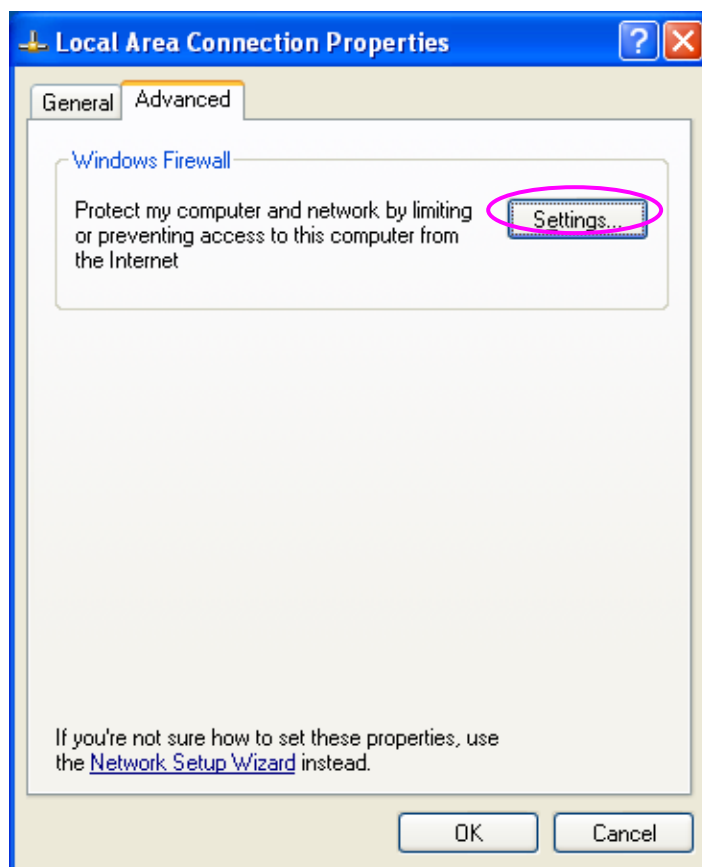 Local Area Connection Properties
?
General
Advanced
Windows Firewall
Protect my computer and network by limiting
or preventing access to this computer from
the Internet
Settings...
If you're not sure how to set these properties, use
the Network Setup Wizard instead.
OK
Cancel